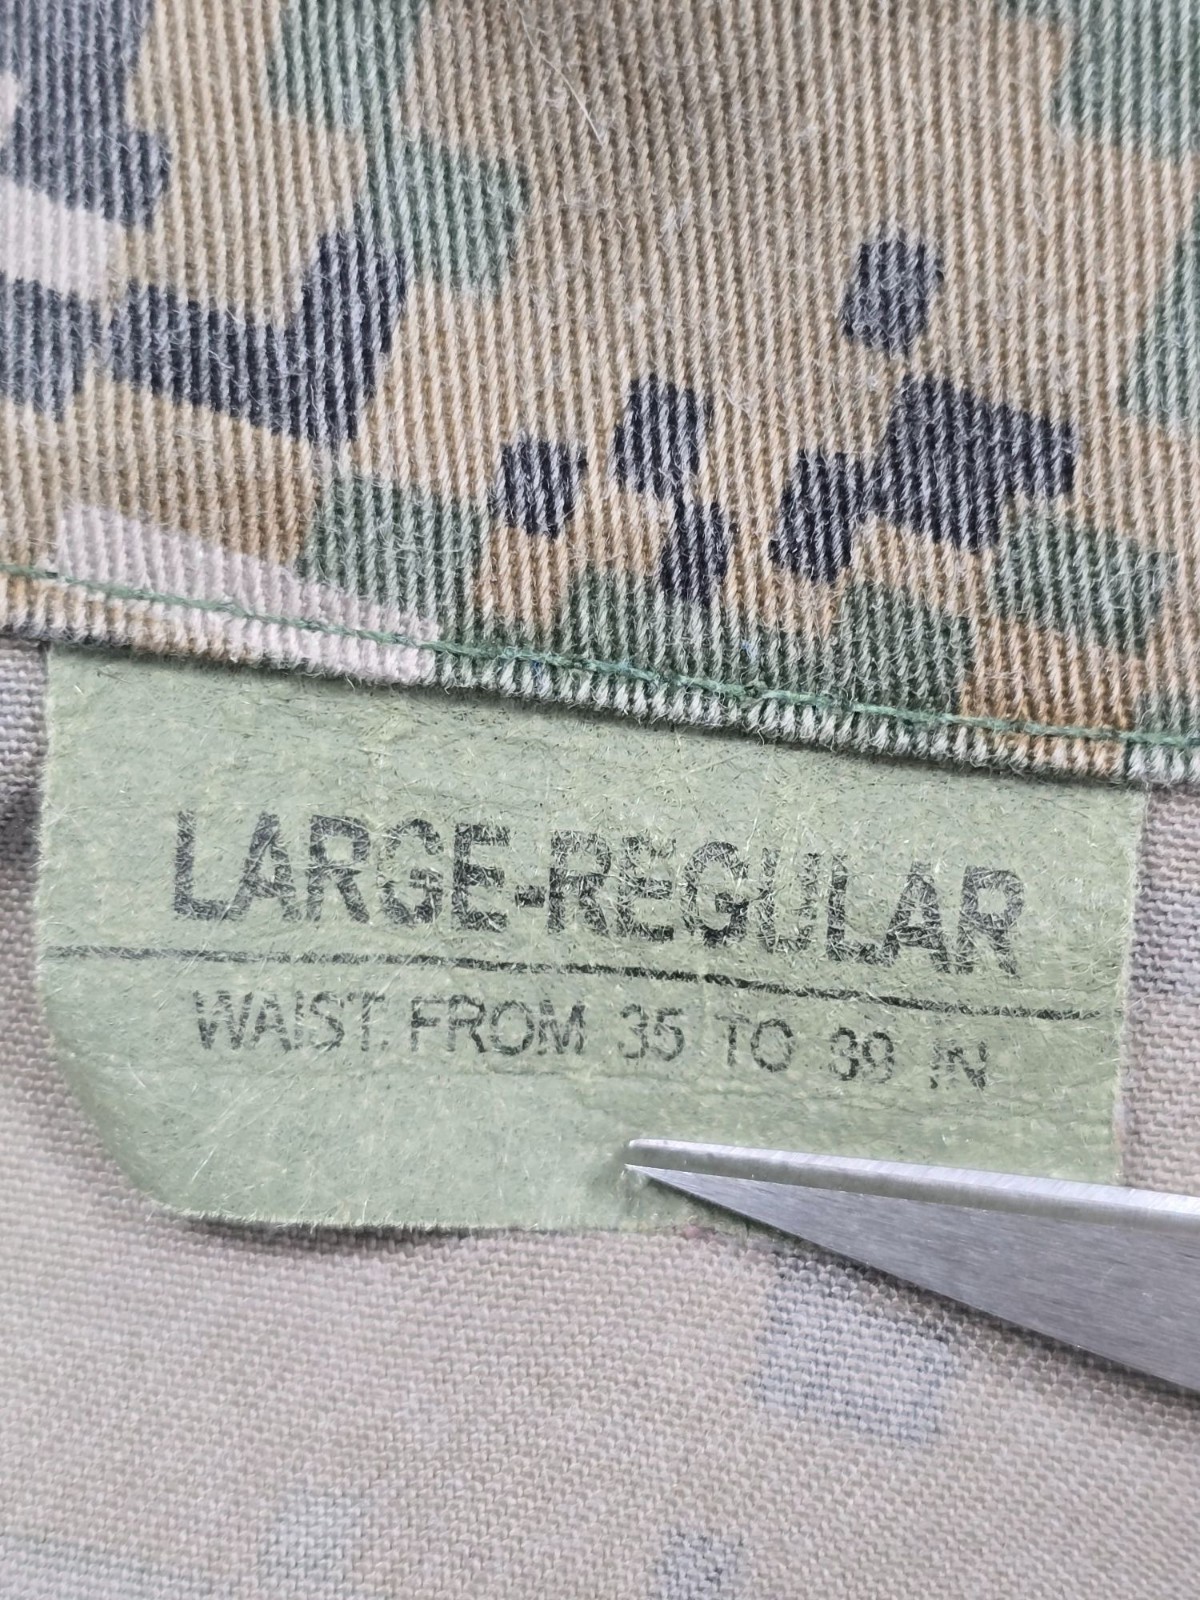 LARGE-REGULAR
WAIST. FROM 35 TO 39 IN